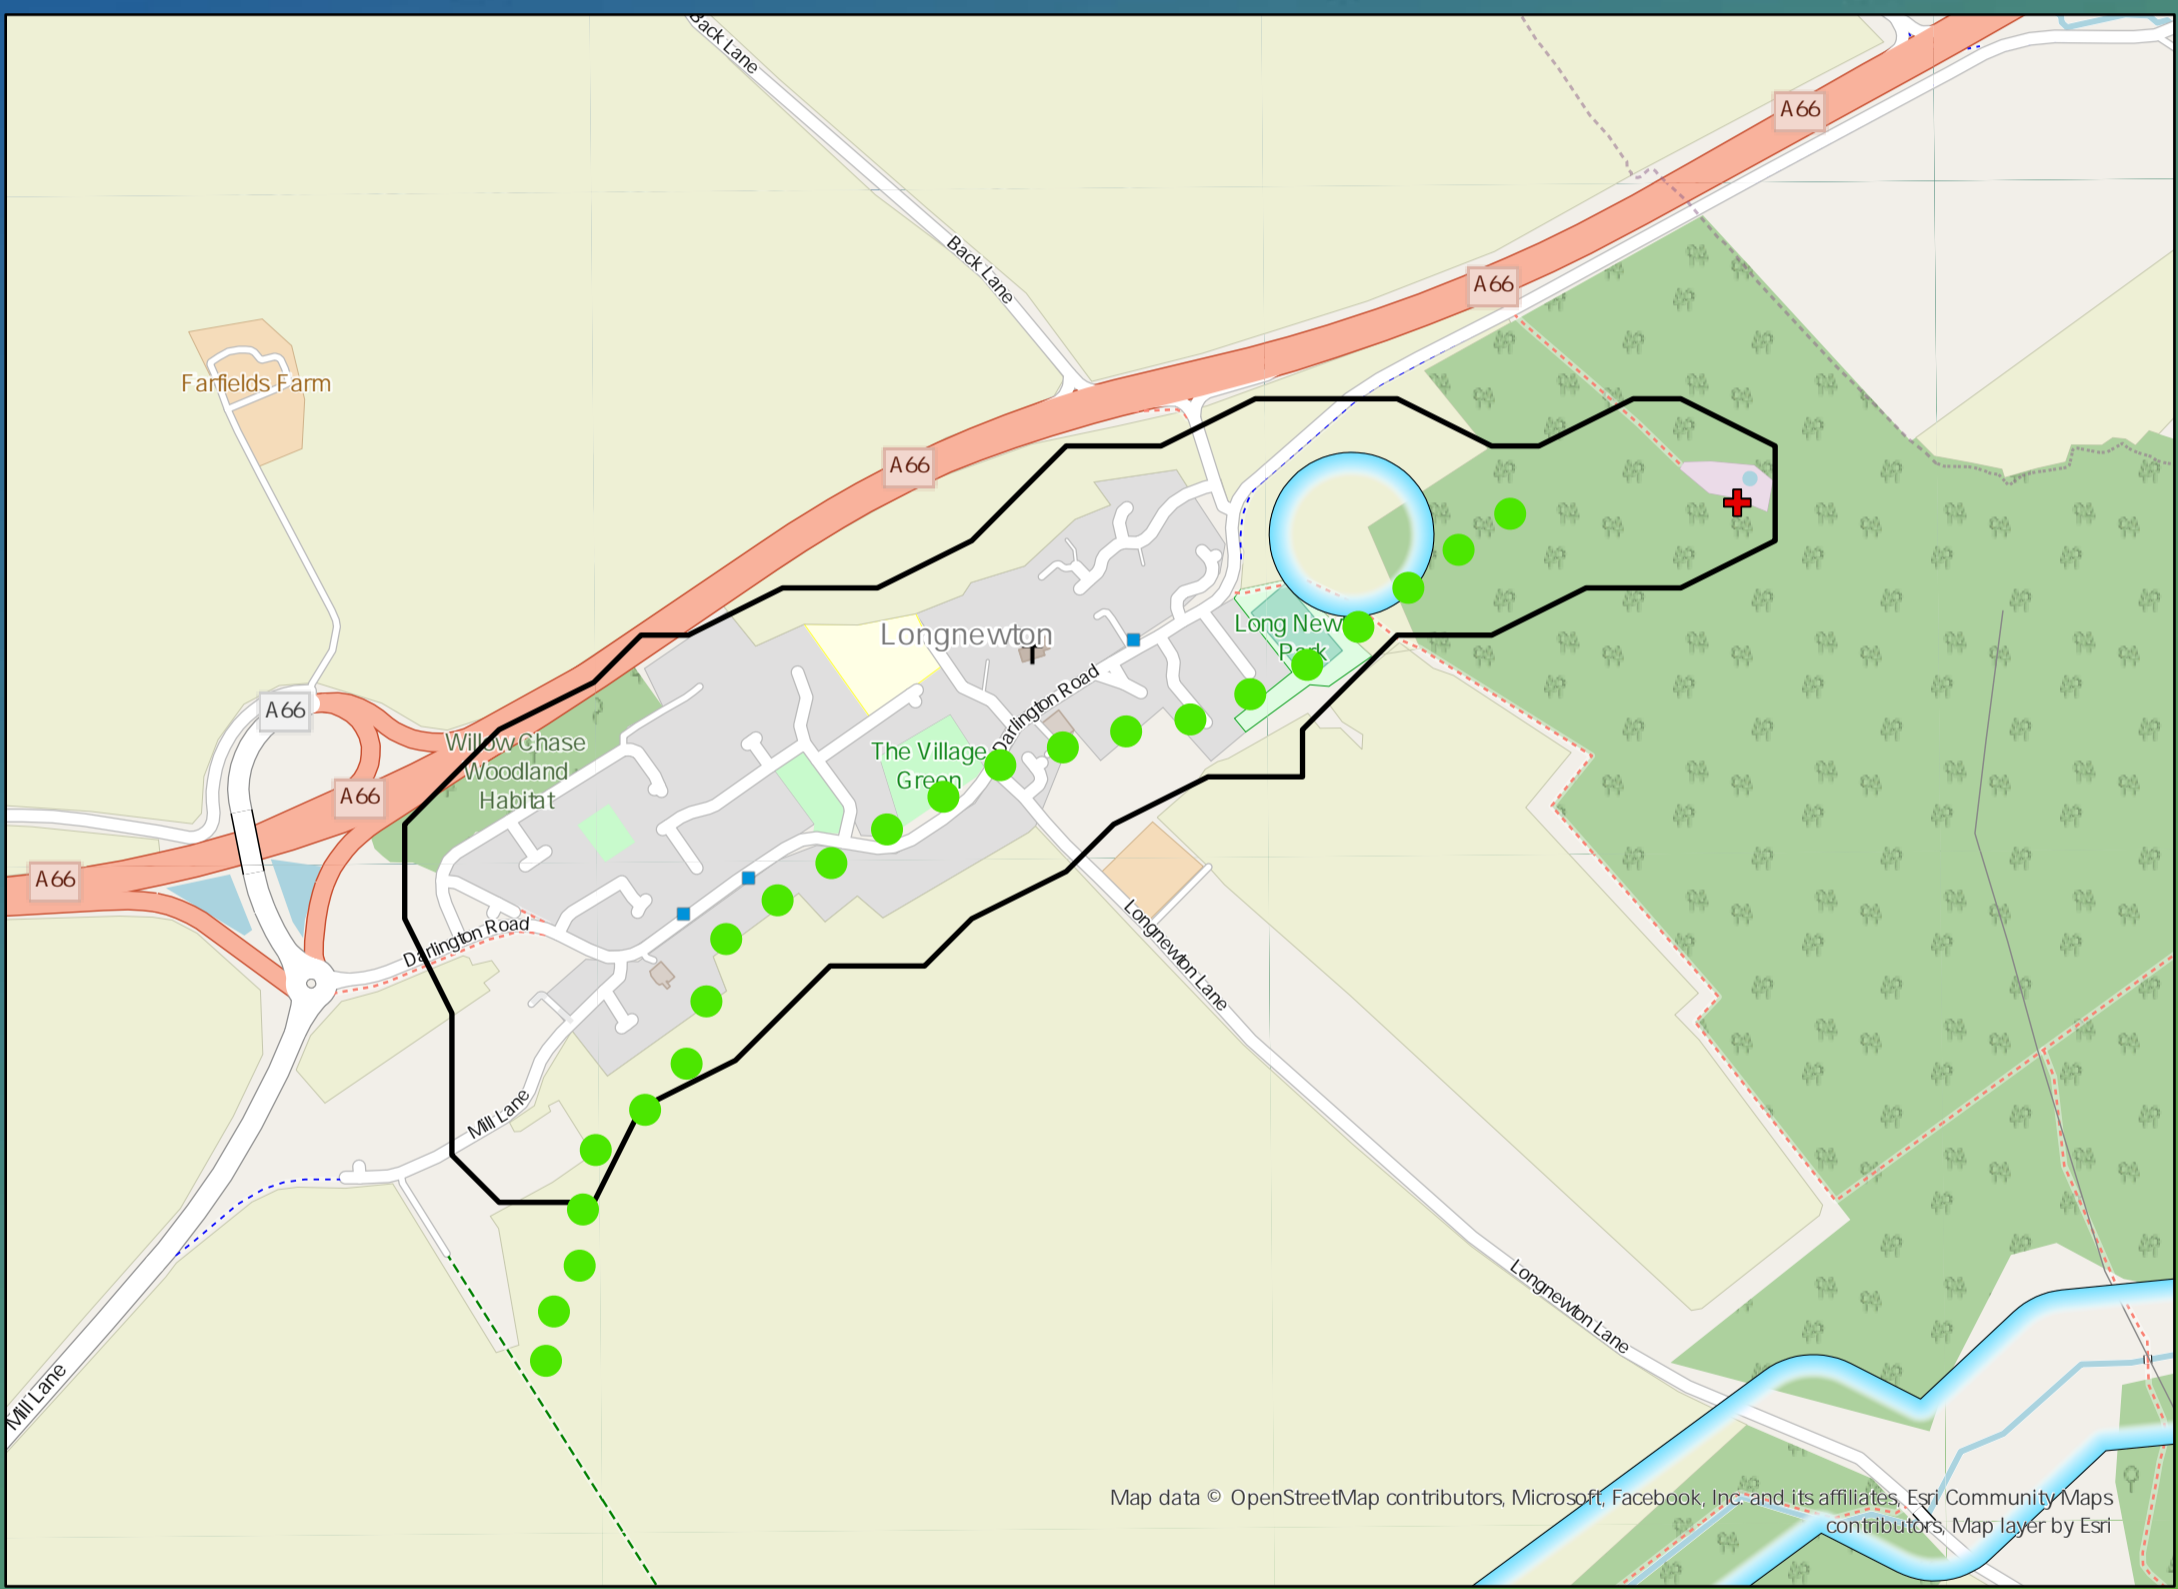 Back Lane
A66
Back Lane
A66
Farfields Farm
A66
Long New
Park
Longnewton
Darlington Road
A66
Willow Chase
Woodland
Habitat
The Village
Green
A66
A66
Darlington Road
Longnewton Lane
Mill Lane
Longnewton Lane
Mill Lane
Map data © OpenStreetMap contributors, Microsoft, Facebook, Inc. and its affiliates, Esri Community Maps
contributors, Map layer by Esri